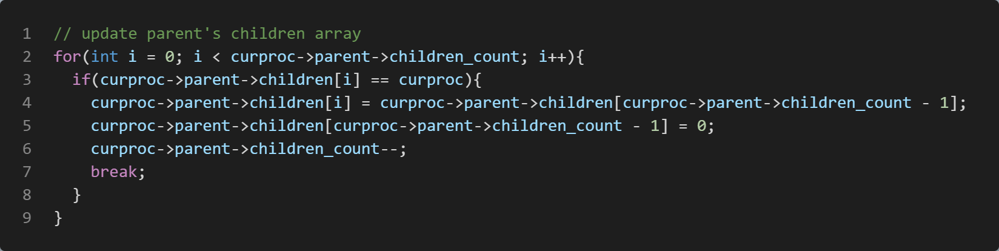 1 // update parent's children array
2 for(int i = 0; i < curproc->parent->children_count; i++){
3   if(curproc->parent->children[i] == curproc){
4     curproc->parent->children[i] = curproc->parent->children[curproc->parent->children_count - 1];
5     curproc->parent->children[curproc->parent->children_count - 1] = 0;
6     curproc->parent->children_count--;
7     break;
8   }
9 }